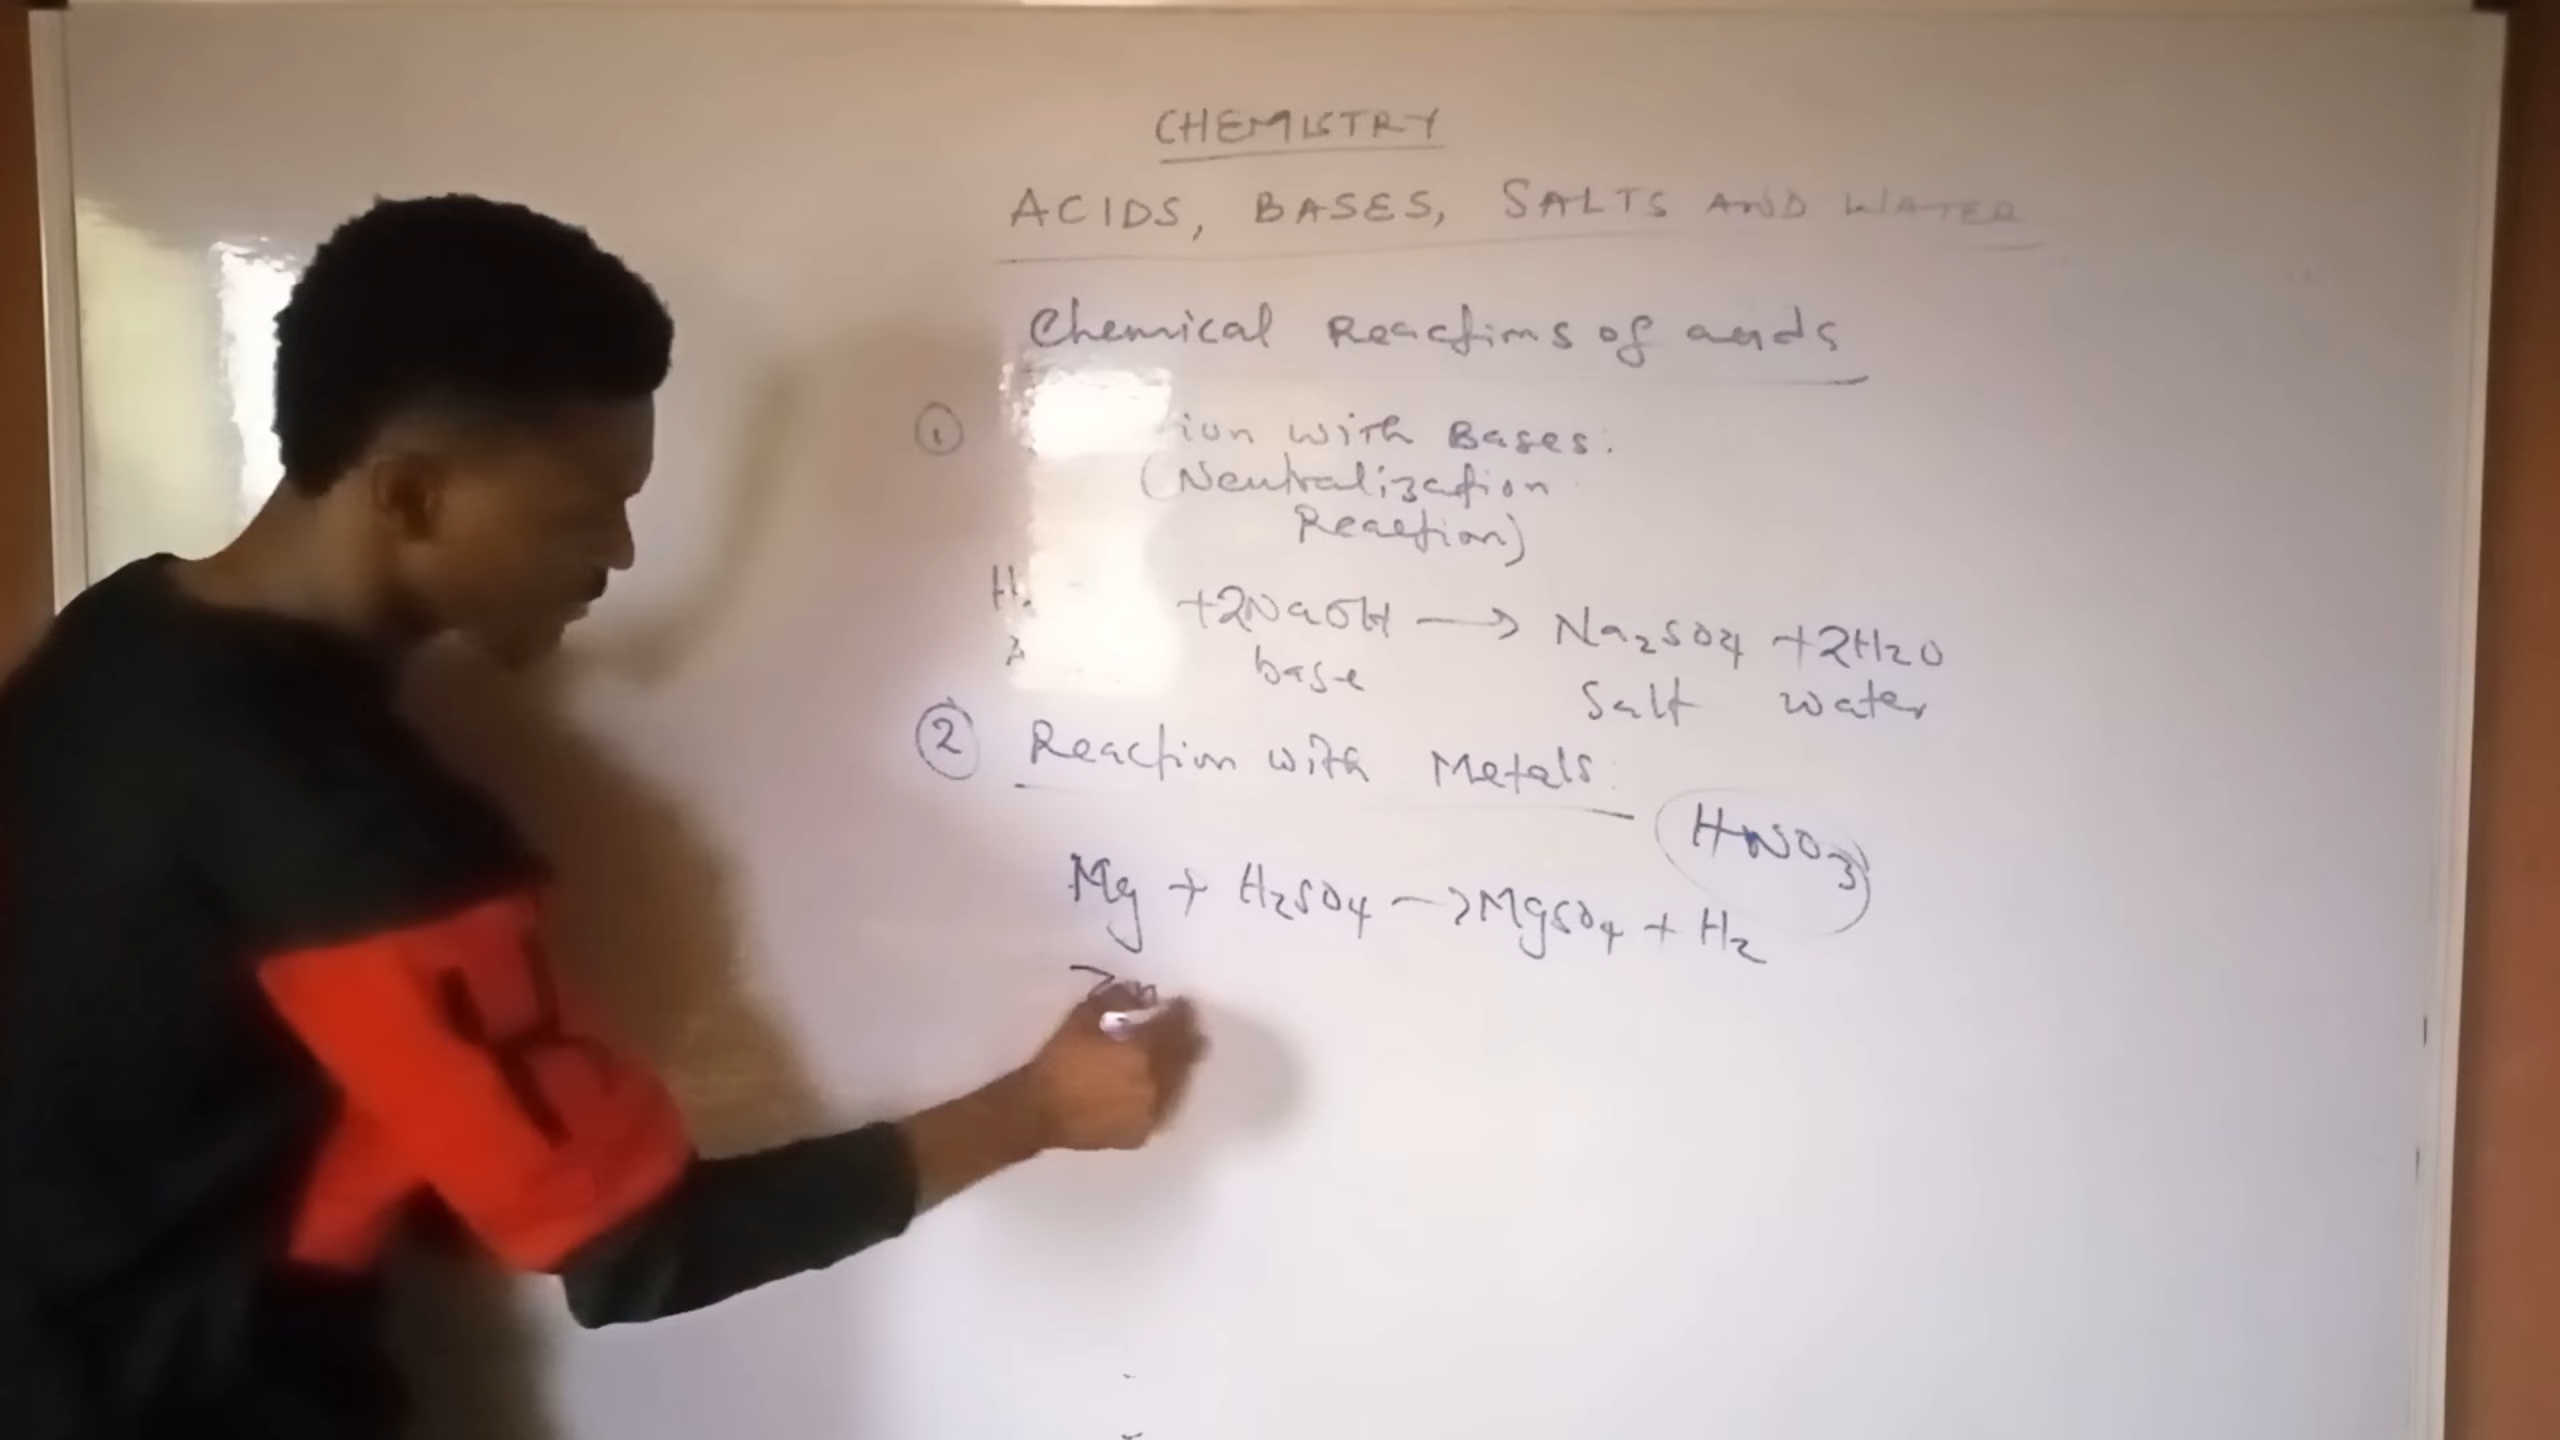 CHEMISTRY
ACIDS, BASES, SALTS AND WATER
Chemical Reactions of acids
① ion with Bases:
(Neutralization
Reaction)
H +2NaOH → Na₂SO₄ +2H₂O
base Salt water
② Reaction with Metals:
HNO₃
Mg + H₂SO₄ → MgSO₄ + H₂
Zn